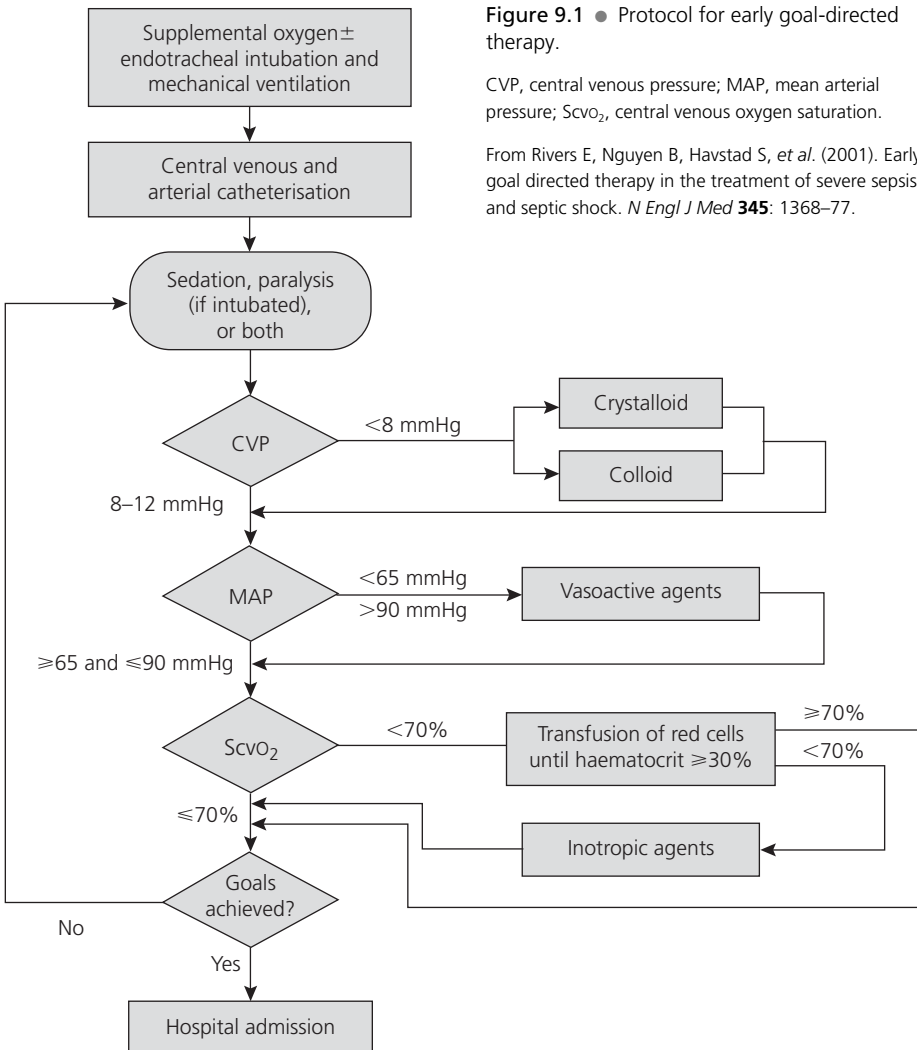 Figure 9.1 ● Protocol for early goal-directed
therapy.
CVP, central venous pressure; MAP, mean arterial
pressure; ScvO₂, central venous oxygen saturation.
From Rivers E, Nguyen B, Havstad S, et al. (2001). Early
goal directed therapy in the treatment of severe sepsis
and septic shock. N Engl J Med 345: 1368–77.
Supplemental oxygen±
endotracheal intubation and
mechanical ventilation
Central venous and
arterial catheterisation
Sedation, paralysis
(if intubated),
or both
CVP
<8 mmHg
Crystalloid
Colloid
8–12 mmHg
MAP
<65 mmHg
>90 mmHg
Vasoactive agents
⩾65 and ⩽90 mmHg
ScvO₂
<70%
Transfusion of red cells
until haematocrit ⩾30%
⩾70%
<70%
⩽70%
Inotropic agents
Goals
achieved?
No
Yes
Hospital admission